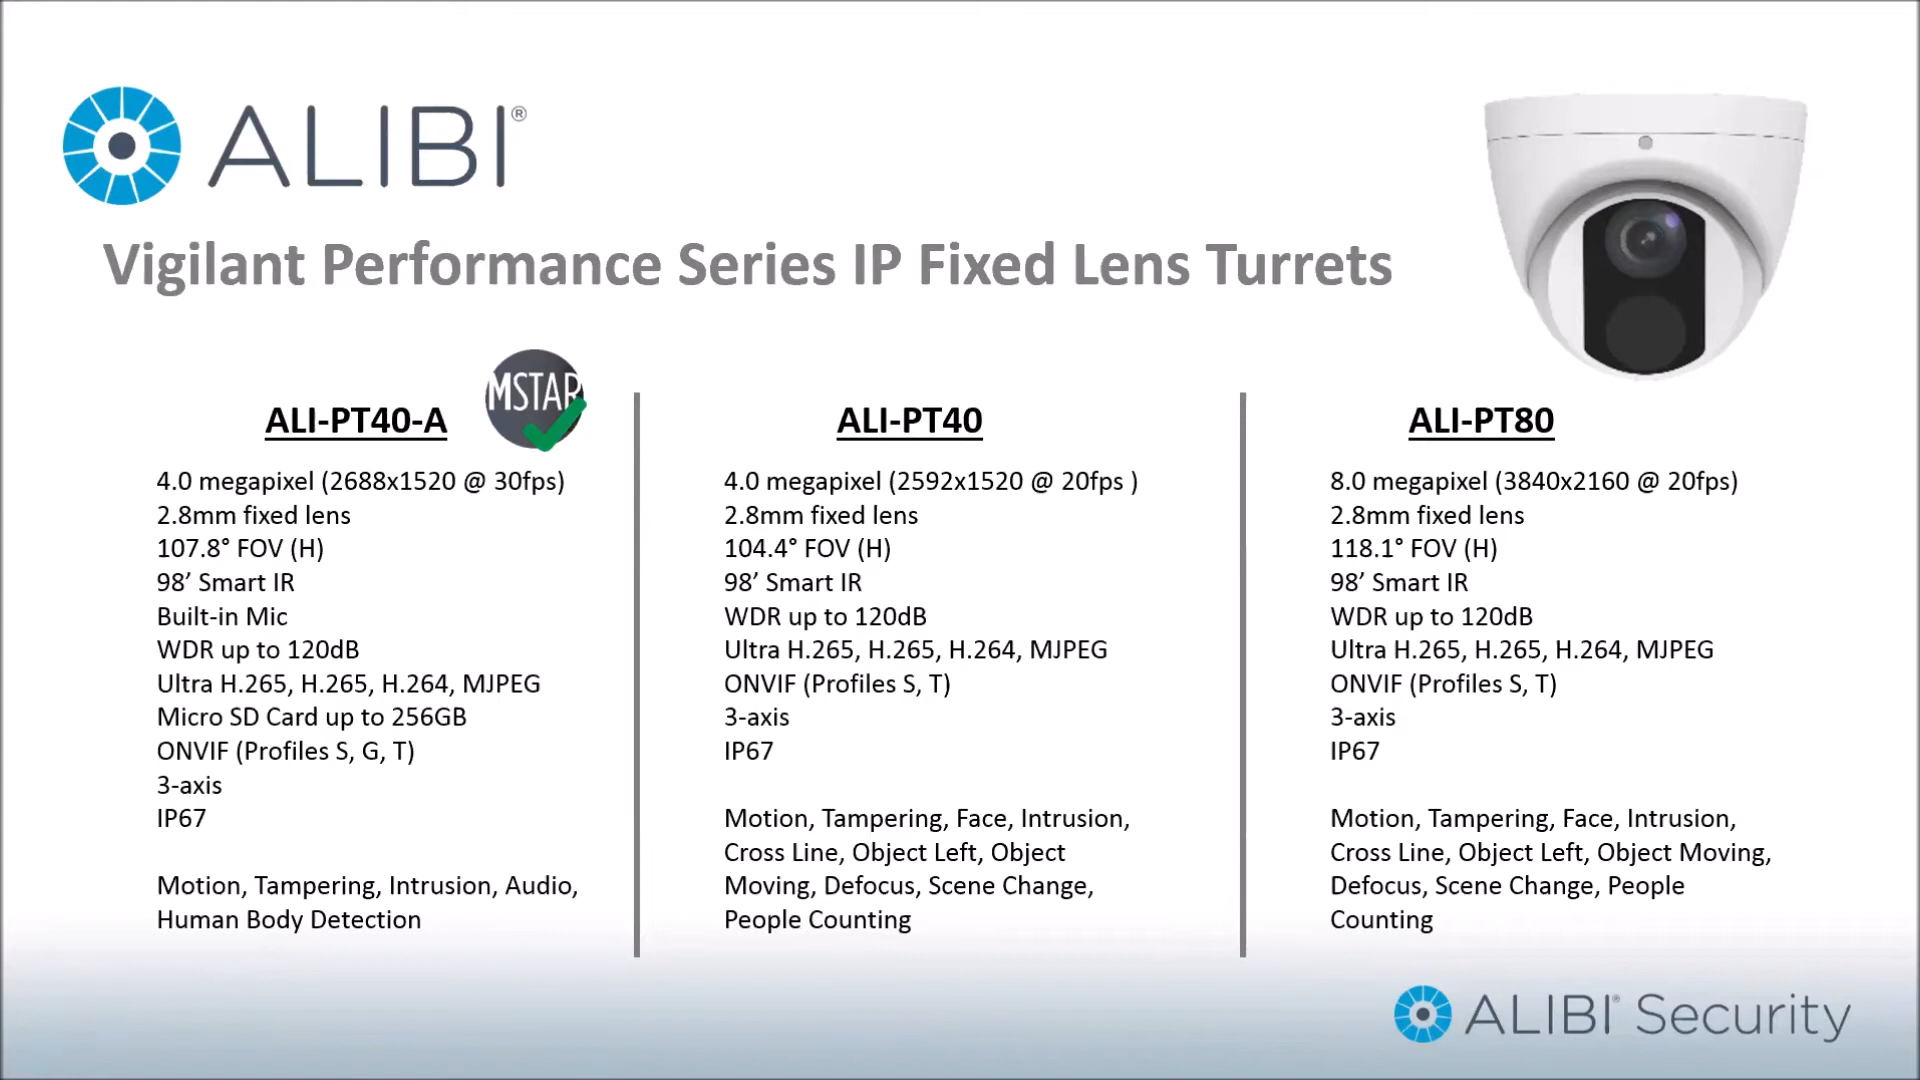 ALIBI®
Vigilant Performance Series IP Fixed Lens Turrets
ALI-PT40-A
MSTAR
4.0 megapixel (2688x1520 @ 30fps)
2.8mm fixed lens
107.8° FOV (H)
98’ Smart IR
Built-in Mic
WDR up to 120dB
Ultra H.265, H.265, H.264, MJPEG
Micro SD Card up to 256GB
ONVIF (Profiles S, G, T)
3-axis
IP67
Motion, Tampering, Intrusion, Audio,
Human Body Detection
ALI-PT40
4.0 megapixel (2592x1520 @ 20fps )
2.8mm fixed lens
104.4° FOV (H)
98’ Smart IR
WDR up to 120dB
Ultra H.265, H.265, H.264, MJPEG
ONVIF (Profiles S, T)
3-axis
IP67
Motion, Tampering, Face, Intrusion,
Cross Line, Object Left, Object
Moving, Defocus, Scene Change,
People Counting
ALI-PT80
8.0 megapixel (3840x2160 @ 20fps)
2.8mm fixed lens
118.1° FOV (H)
98’ Smart IR
WDR up to 120dB
Ultra H.265, H.265, H.264, MJPEG
ONVIF (Profiles S, T)
3-axis
IP67
Motion, Tampering, Face, Intrusion,
Cross Line, Object Left, Object Moving,
Defocus, Scene Change, People
Counting
ALIBI® Security